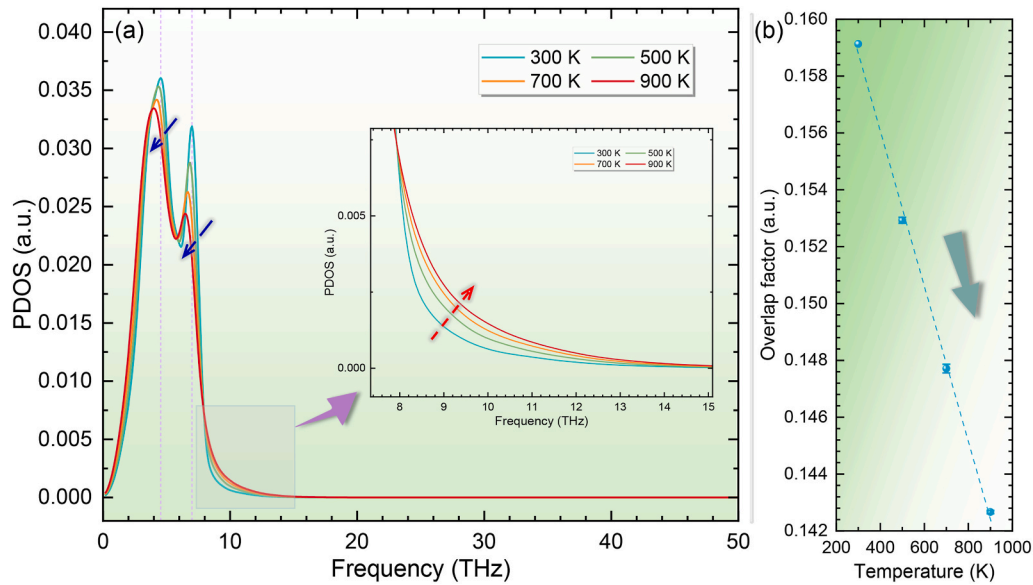 (a)
0.040
0.035
0.030
0.025
0.020
0.015
0.010
0.005
0.000
PDOS (a.u.)
0 10 20 30 40 50
Frequency (THz)
300 K 500 K
700 K 900 K
300 K 500 K
700 K 900 K
0.005
0.000
PDOS (a.u.)
8 9 10 11 12 13 14 15
Frequency (THz)
(b)
0.160
0.158
0.156
0.154
0.152
0.150
0.148
0.146
0.144
0.142
Overlap factor (a.u.)
200 400 600 800 1000
Temperature (K)